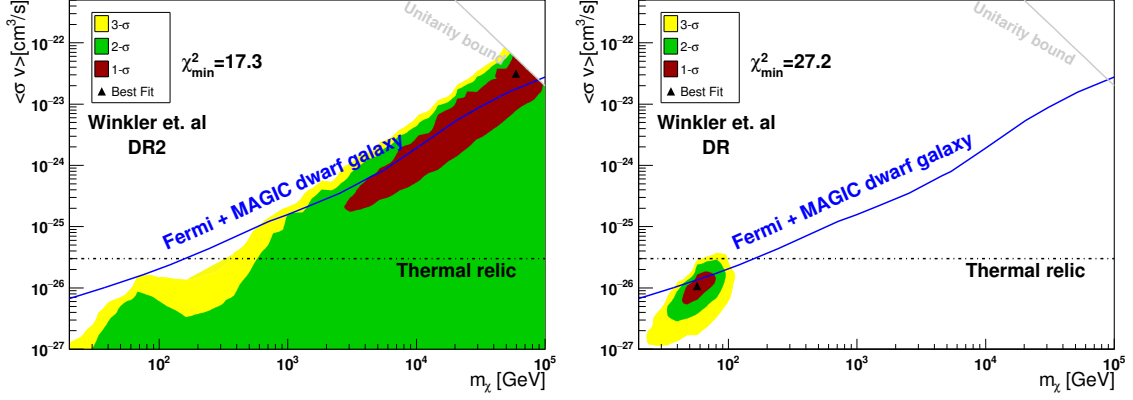 <σ v>[cm³/s]
10⁻²²
10⁻²³
10⁻²⁴
10⁻²⁵
10⁻²⁶
10⁻²⁷
3-σ
2-σ
1-σ
Best Fit
χ²min=17.3
Unitarity bound
Winkler et. al
DR2
Fermi + MAGIC dwarf galaxy
Thermal relic
10²
10³
10⁴
10⁵
mχ [GeV]
<σ v>[cm³/s]
10⁻²²
10⁻²³
10⁻²⁴
10⁻²⁵
10⁻²⁶
10⁻²⁷
3-σ
2-σ
1-σ
Best Fit
χ²min=27.2
Unitarity bound
Winkler et. al
DR
Fermi + MAGIC dwarf galaxy
Thermal relic
10²
10³
10⁴
10⁵
mχ [GeV]